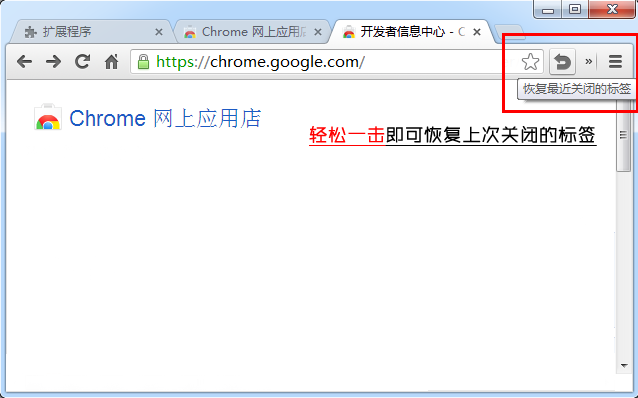 扩展程序
Chrome 网上应用店
开发者信息中心 - C
https://chrome.google.com/
»
恢复最近关闭的标签
Chrome 网上应用店
轻松一击即可恢复上次关闭的标签